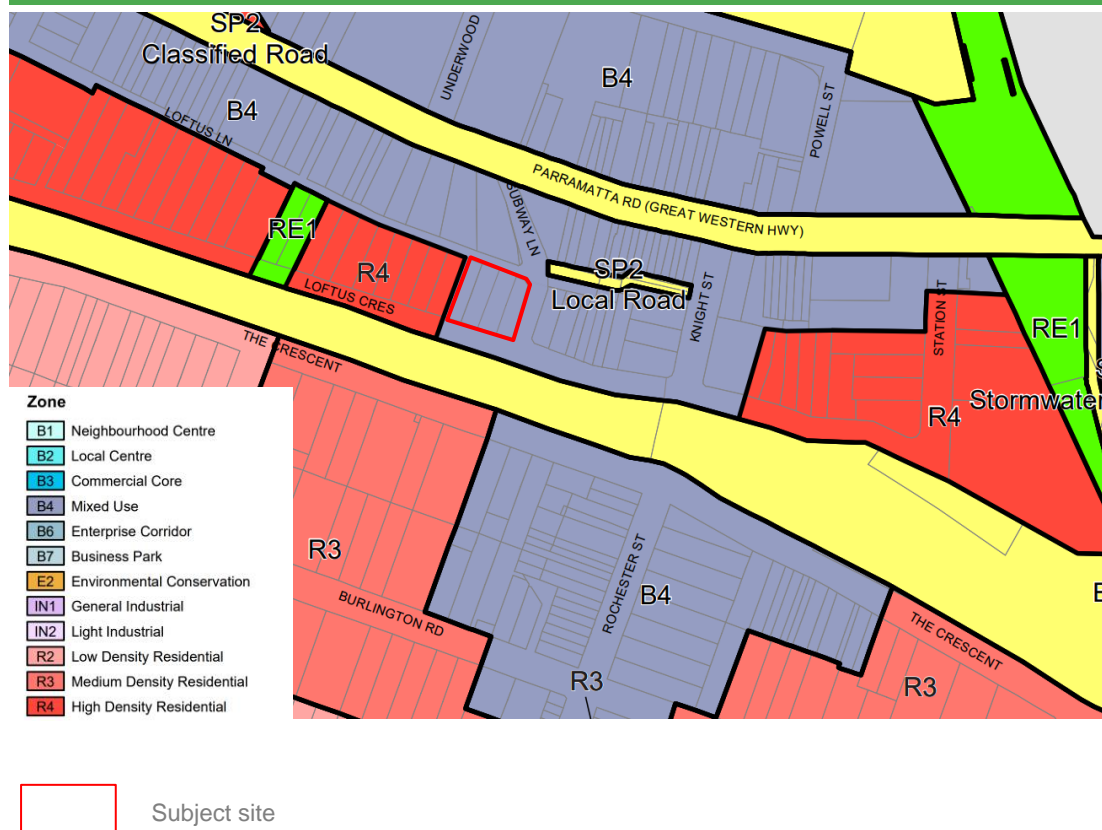 SP2
Classified Road
UNDERWOOD
B4
B4
POWELL ST
LOFTUS LN
PARRAMATTA RD (GREAT WESTERN HWY)
SUBWAY LN
RE1
R4
SP2
Local Road
LOFTUS CRES
KNIGHT ST
STATION ST
RE1
THE CRESCENT
R4
Stormwater
Zone
B1 Neighbourhood Centre
B2 Local Centre
B3 Commercial Core
B4 Mixed Use
B6 Enterprise Corridor
B7 Business Park
E2 Environmental Conservation
IN1 General Industrial
IN2 Light Industrial
R2 Low Density Residential
R3 Medium Density Residential
R4 High Density Residential
R3
BURLINGTON RD
ROCHESTER ST
B4
R3
THE CRESCENT
R3
Subject site